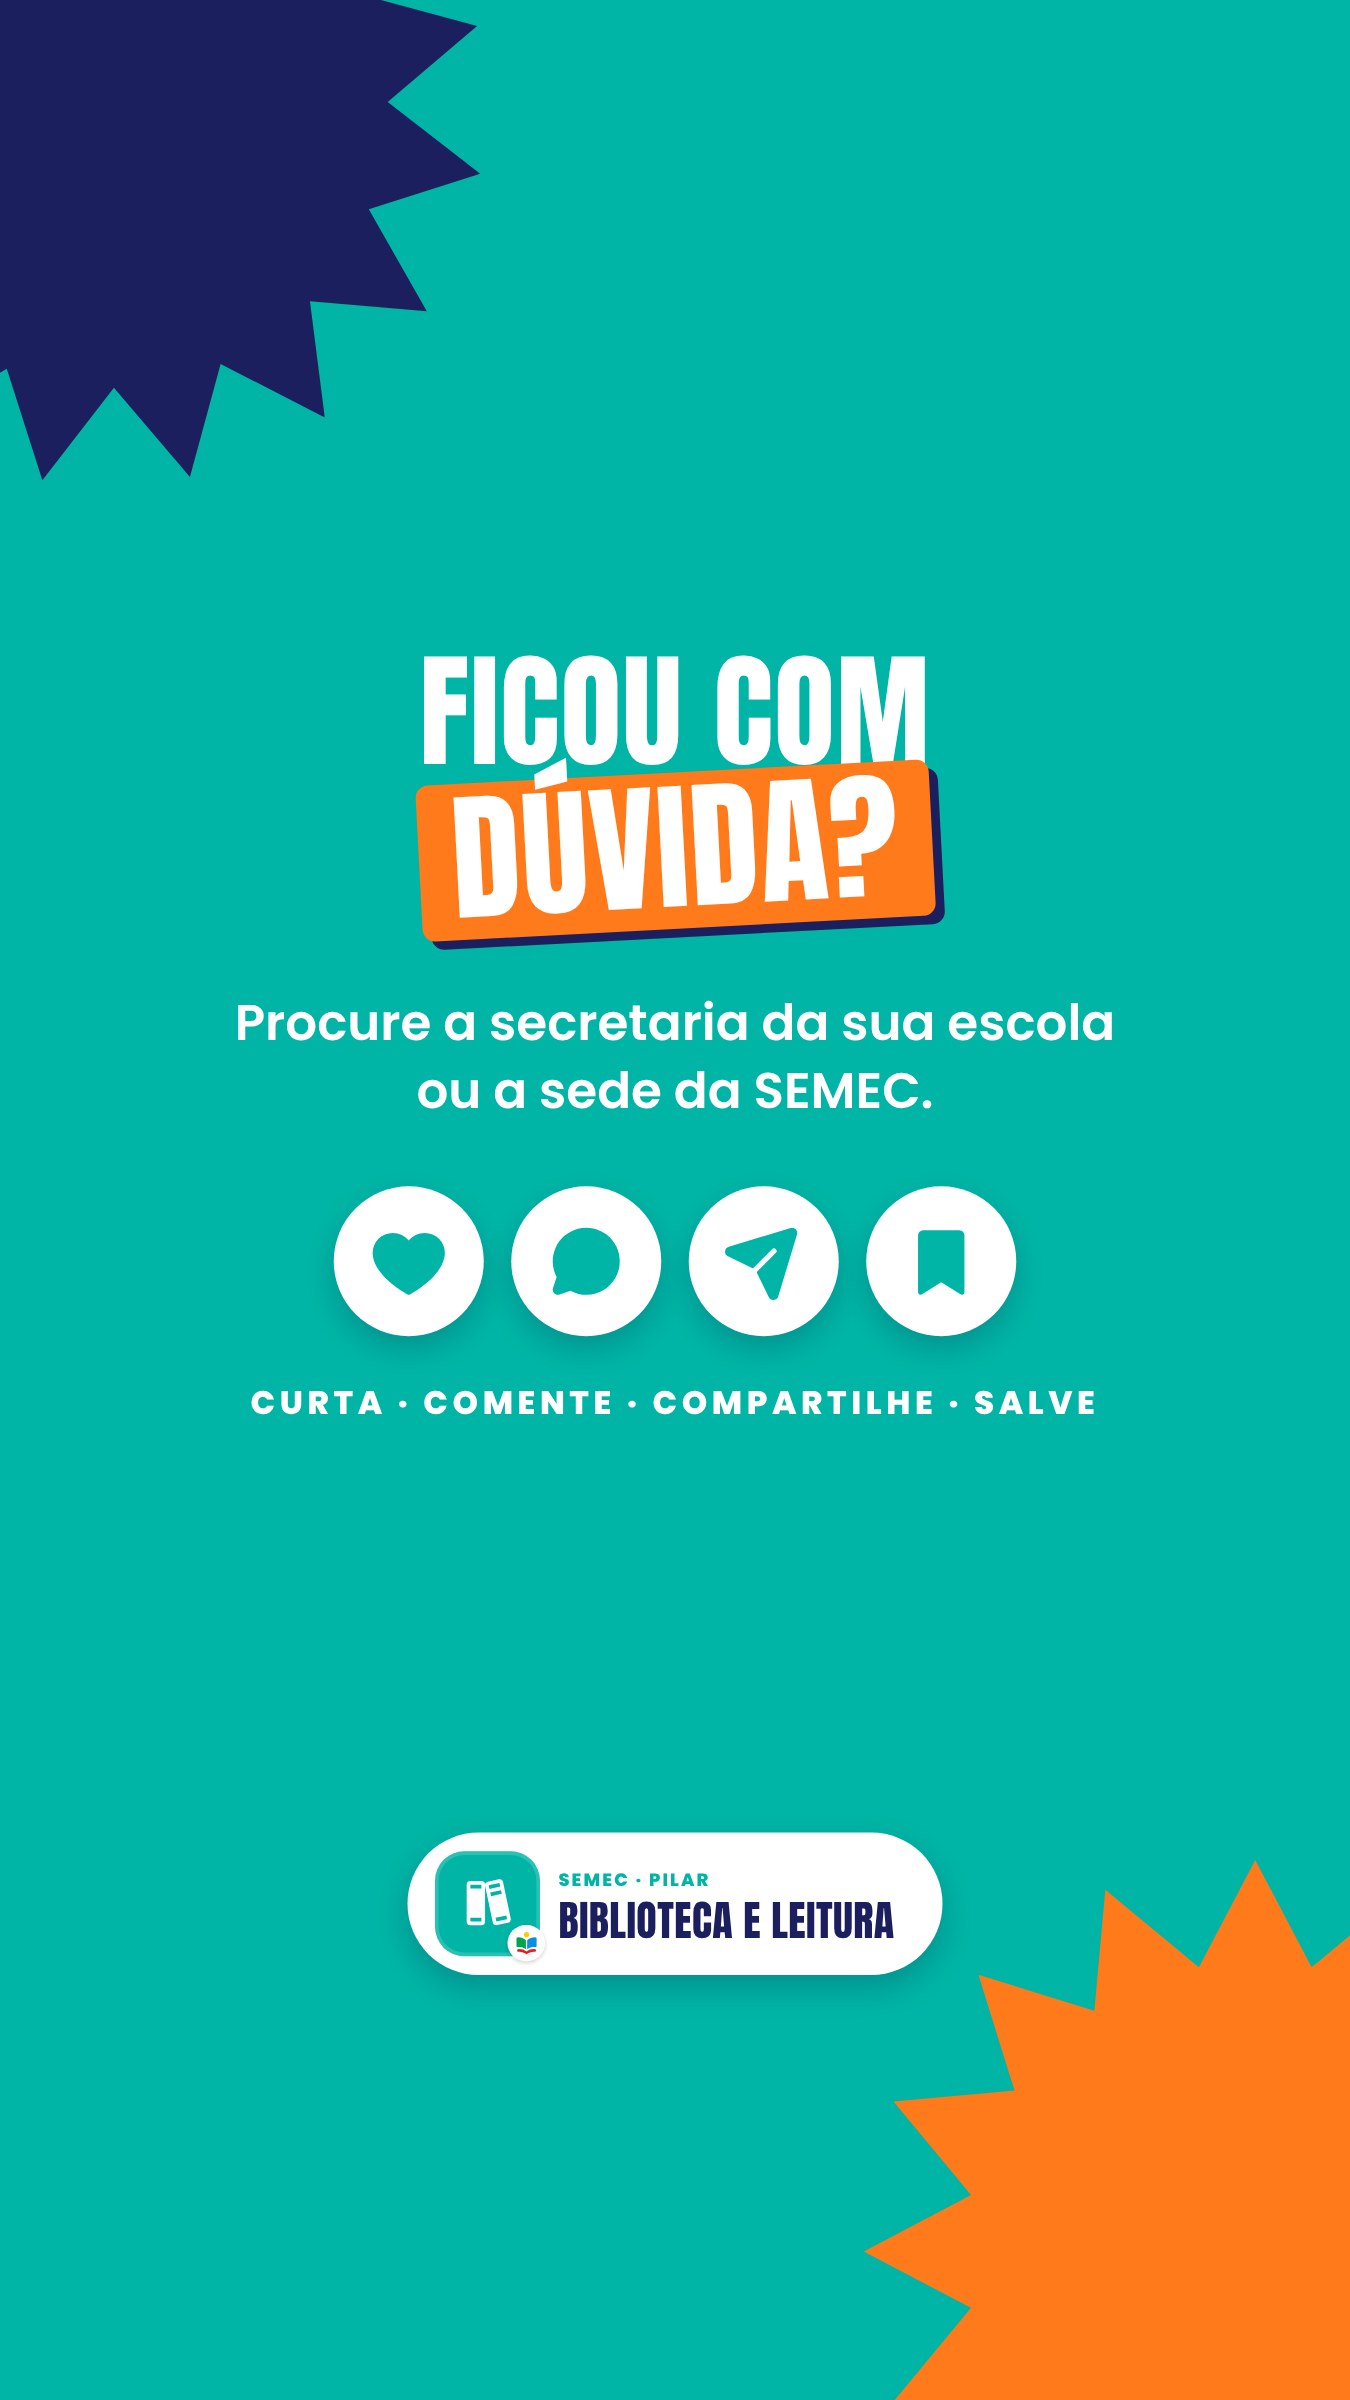 FICOU COM
DÚVIDA?
Procure a secretaria da sua escola
ou a sede da SEMEC.
CURTA · COMENTE · COMPARTILHE · SALVE
SEMEC · PILAR
BIBLIOTECA E LEITURA